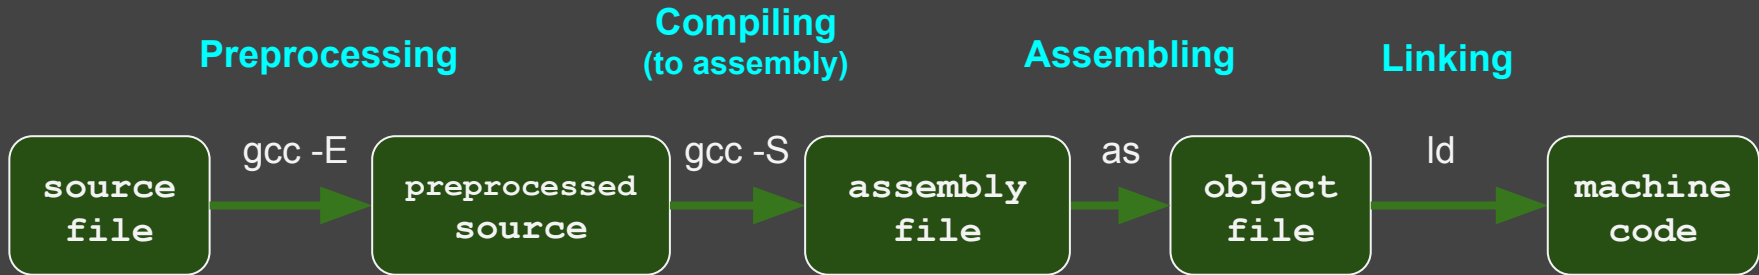 Preprocessing
Compiling
(to assembly)
Assembling
Linking
source
file
gcc -E
preprocessed
source
gcc -S
assembly
file
as
object
file
ld
machine
code